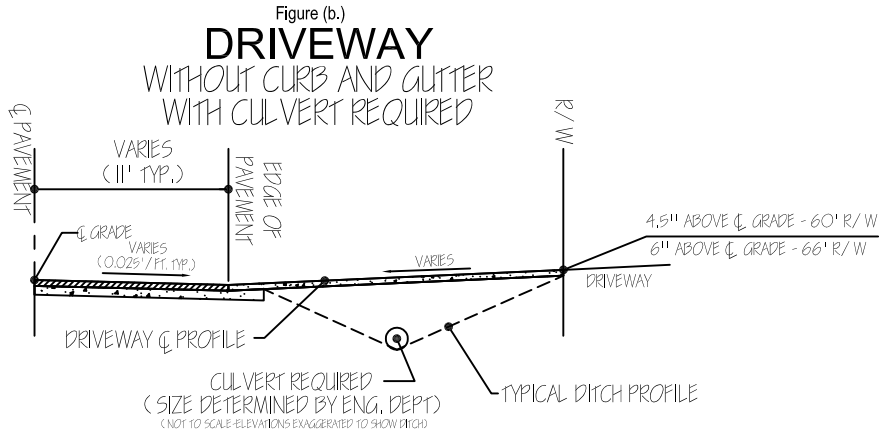 Figure (b.)
DRIVEWAY
WITHOUT CURB AND GUTTER
WITH CULVERT REQUIRED
℄ PAVEMENT
VARIES
(11' TYP.)
EDGE OF
PAVEMENT
R/W
℄ GRADE
VARIES
(0.025'/FT. TYP.)
VARIES
4.5" ABOVE ℄ GRADE - 60' R/W
6" ABOVE ℄ GRADE - 66' R/W
DRIVEWAY
DRIVEWAY ℄ PROFILE
CULVERT REQUIRED
(SIZE DETERMINED BY ENG. DEPT)
(NOT TO SCALE-ELEVATIONS EXAGGERATED TO SHOW DITCH)
TYPICAL DITCH PROFILE